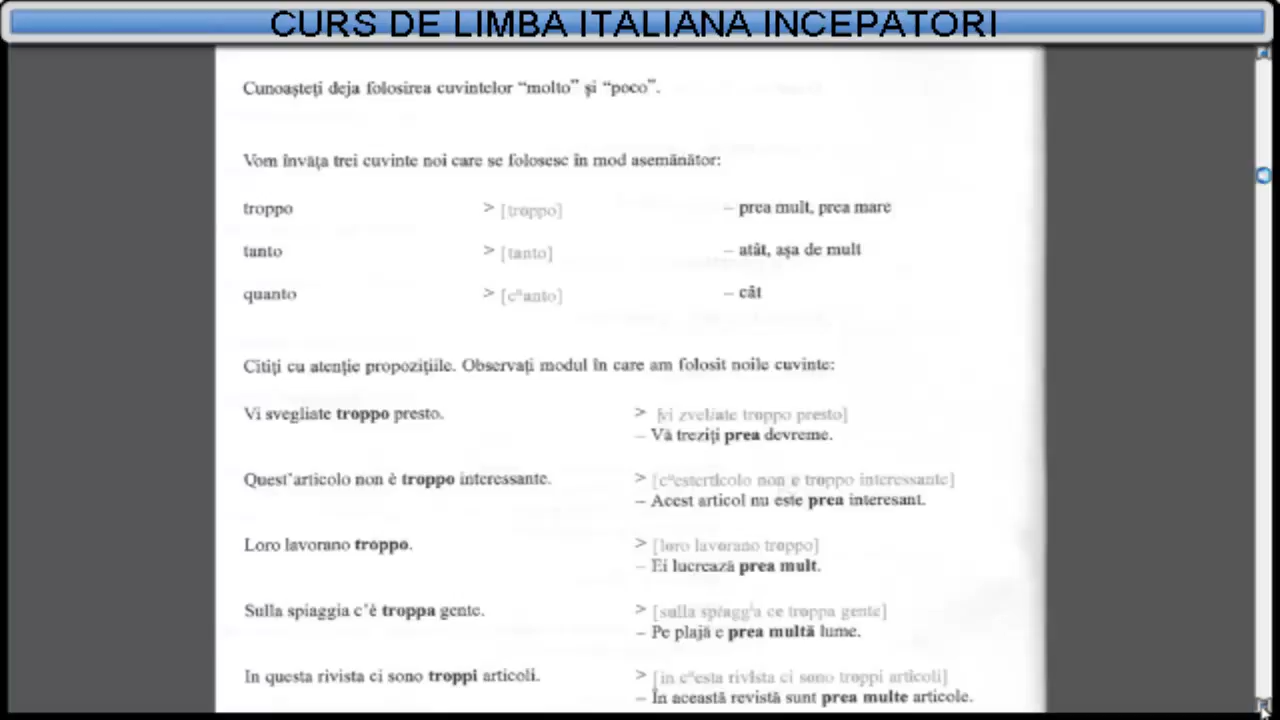 CURS DE LIMBA ITALIANA INCEPATORI
Cunoașteți deja folosirea cuvintelor “molto” și “poco”.
Vom învăța trei cuvinte noi care se folosesc în mod asemănător:
troppo > [troppo] – prea mult, prea mare
tanto > [tanto] – atât, așa de mult
quanto > [cᵘanto] – cât
Citiți cu atenție propozițiile. Observați modul în care am folosit noile cuvinte:
Vi svegliate troppo presto. > [vi zveliate troppo presto]
– Vă treziți prea devreme.
Quest'articolo non è troppo interessante. > [cᵘesterticolo non e troppo interessante]
– Acest articol nu este prea interesant.
Loro lavorano troppo. > [loro lavorano troppo]
– Ei lucrează prea mult.
Sulla spiaggia c'è troppa gente. > [sulla spiaggⁱa ce troppa gente]
– Pe plajă e prea multă lume.
In questa rivista ci sono troppi articoli. > [in cᵘesta rivista ci sono troppi articoli]
– În această revistă sunt prea multe articole.